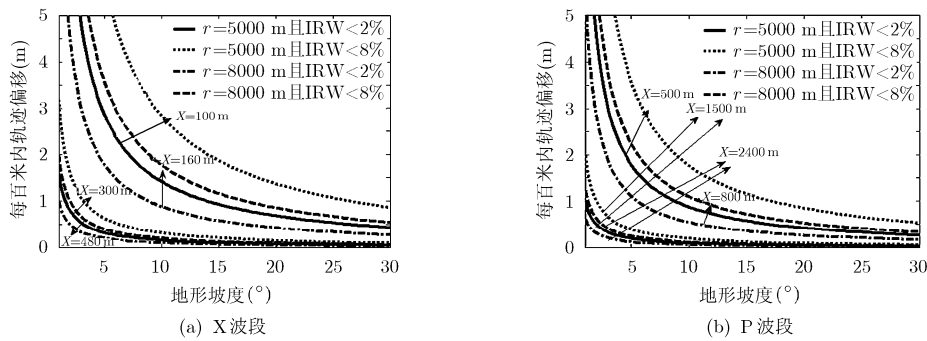 每百米内轨迹偏移(m)
5
4
3
2
1
0
5
10
15
20
25
30
r=5000 m且IRW<2%
r=5000 m且IRW<8%
r=8000 m且IRW<2%
r=8000 m且IRW<8%
X=100 m
X=160 m
X=300 m
X=480 m
地形坡度(°)
(a) X波段
每百米内轨迹偏移(m)
5
4
3
2
1
0
5
10
15
20
25
30
r=5000 m且IRW<2%
r=5000 m且IRW<8%
r=8000 m且IRW<2%
r=8000 m且IRW<8%
X=500 m
X=1500 m
X=2400 m
X=800 m
地形坡度(°)
(b) P波段